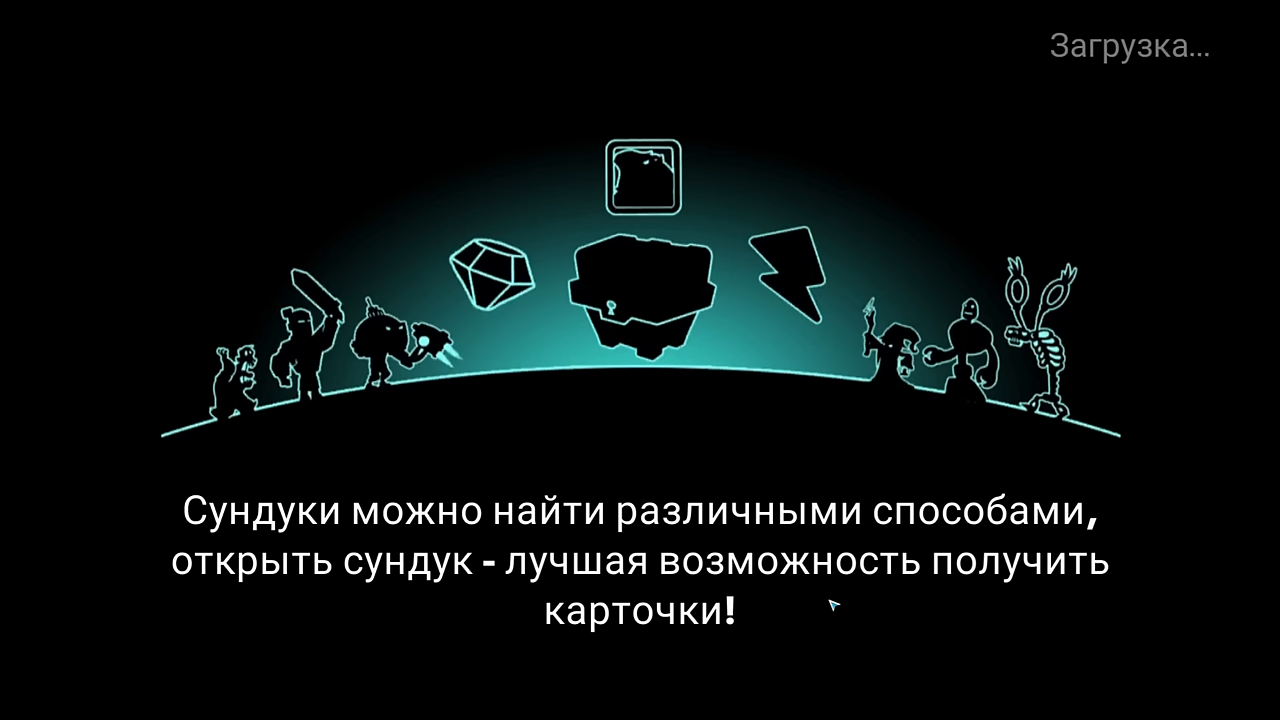 Загрузка...
Сундуки можно найти различными способами,
открыть сундук - лучшая возможность получить
карточки!